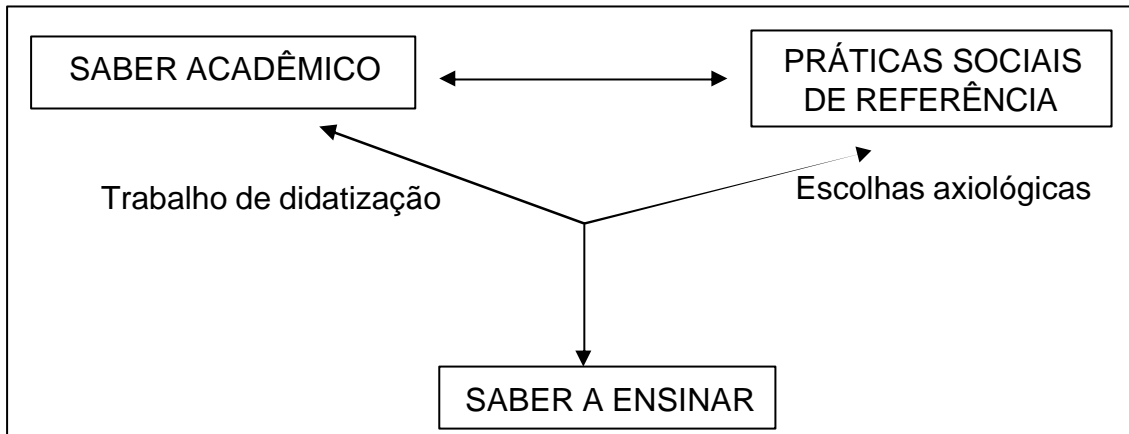 SABER ACADÊMICO
PRÁTICAS SOCIAIS
DE REFERÊNCIA
Trabalho de didatização
Escolhas axiológicas
SABER A ENSINAR